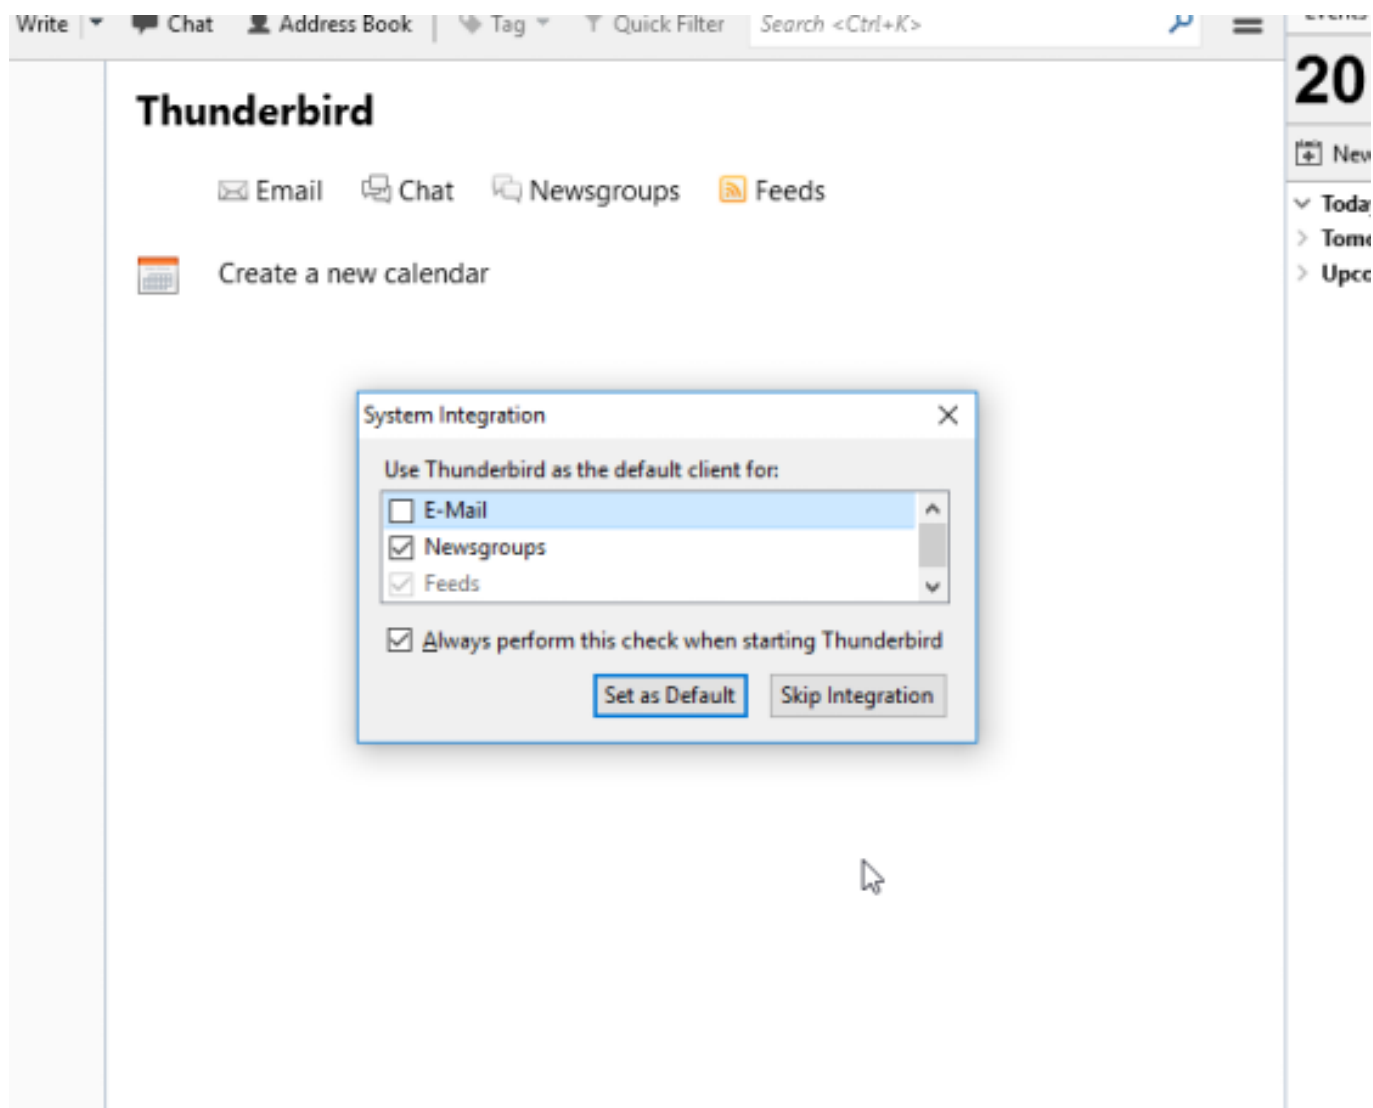 Write Chat Address Book Tag Quick Filter Search <Ctrl+K>
20
Thunderbird
New
Email Chat Newsgroups Feeds
Create a new calendar
System Integration
Use Thunderbird as the default client for:
E-Mail
Newsgroups
Feeds
Always perform this check when starting Thunderbird
Set as Default Skip Integration